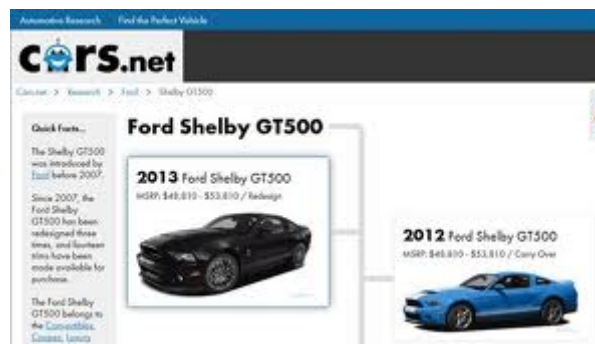 Automotive Research Find the Perfect Vehicle
cars.net
Cars.net > Research > Ford > Shelby GT500
Quick Facts...
The Shelby GT500
was introduced by
Ford before 2007.
Since 2007, the
Ford Shelby
GT500 has been
redesigned three
times, and fourteen
trims have been
made available for
purchase.
The Ford Shelby
GT500 belongs to
the Convertibles,
Coupes, Luxury
Ford Shelby GT500
2013 Ford Shelby GT500
MSRP: $48,810 - $53,810 / Redesign
2012 Ford Shelby GT500
MSRP: $48,810 - $53,810 / Carry Over